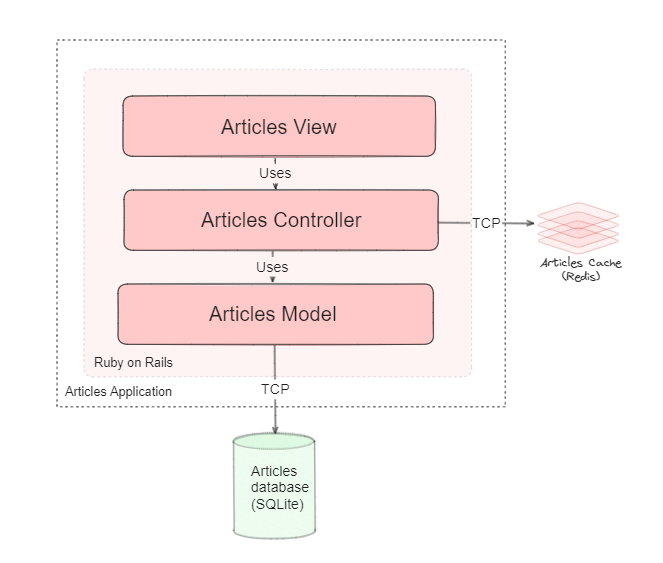 Articles View
Uses
Articles Controller
TCP
Articles Cache
(Redis)
Uses
Articles Model
Ruby on Rails
Articles Application
TCP
Articles
database
(SQLite)